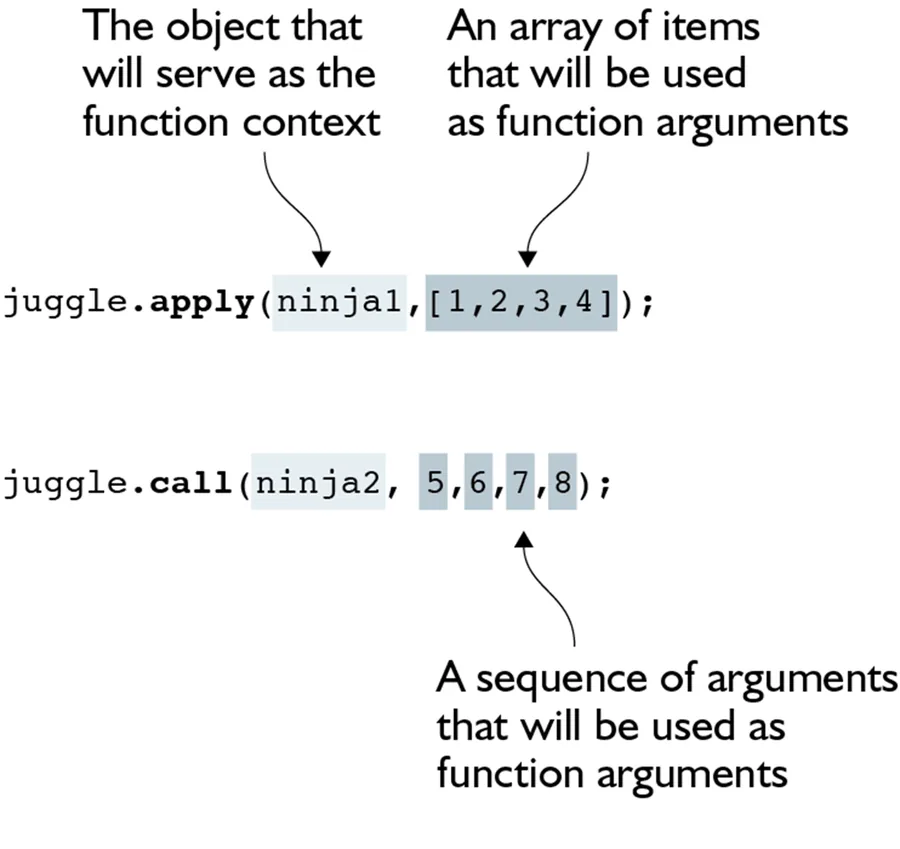 The object that
will serve as the
function context
An array of items
that will be used
as function arguments
juggle.apply(ninja1,[1,2,3,4]);
juggle.call(ninja2, 5,6,7,8);
A sequence of arguments
that will be used as
function arguments